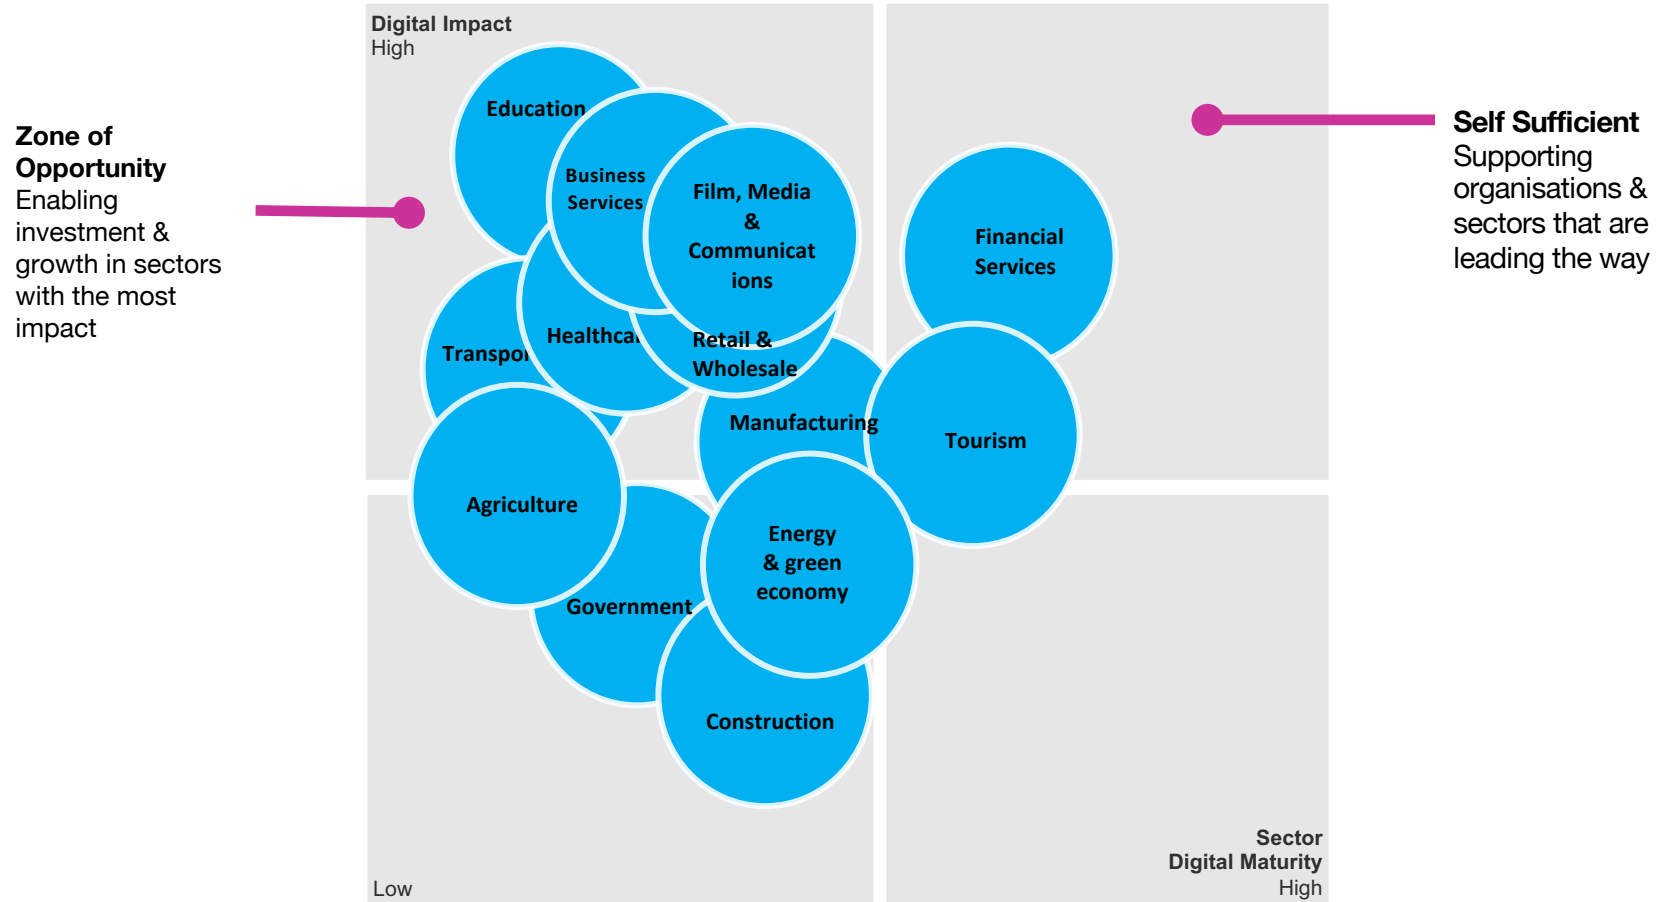 Digital Impact
High
Zone of
Opportunity
Enabling
investment &
growth in sectors
with the most
impact
Self Sufficient
Supporting
organisations &
sectors that are
leading the way
Education
Business
Services
Film, Media
&
Communicat
ions
Financial
Services
Healthcar
Retail &
Wholesale
Transpor
Manufacturing
Tourism
Agriculture
Energy
& green
economy
Government
Construction
Sector
Digital Maturity
High
Low